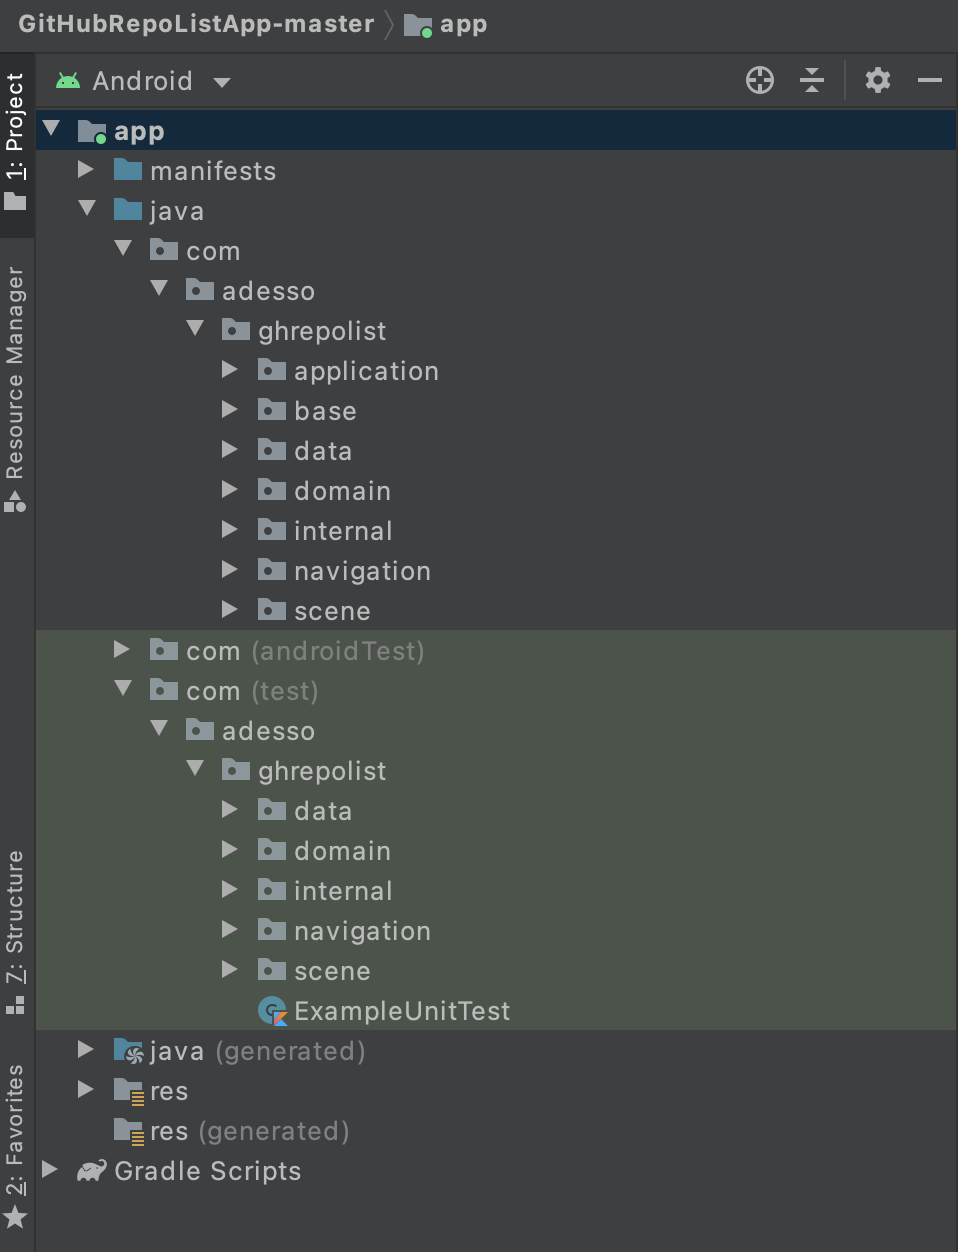 GitHubRepoListApp-master app
Android
app
manifests
java
com
adesso
ghrepolist
application
base
data
domain
internal
navigation
scene
com (androidTest)
com (test)
adesso
ghrepolist
data
domain
internal
navigation
scene
ExampleUnitTest
java (generated)
res
res (generated)
Gradle Scripts
1: Project
Resource Manager
7: Structure
2: Favorites